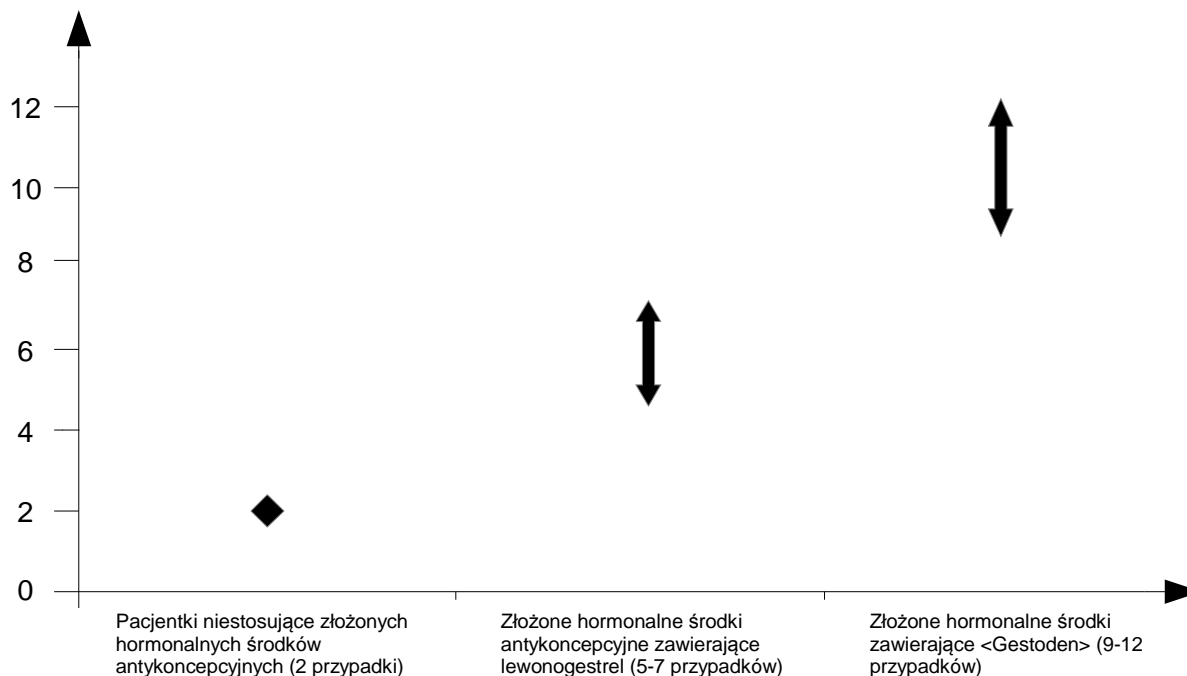 12
10
8
6
4
2
0
Pacjentki niestosujące złożonych
hormonalnych środków
antykoncepcyjnych (2 przypadki)
Złożone hormonalne środki
antykoncepcyjne zawierające
lewonogestrel (5-7 przypadków)
Złożone hormonalne środki
zawierające <Gestoden> (9-12
przypadków)